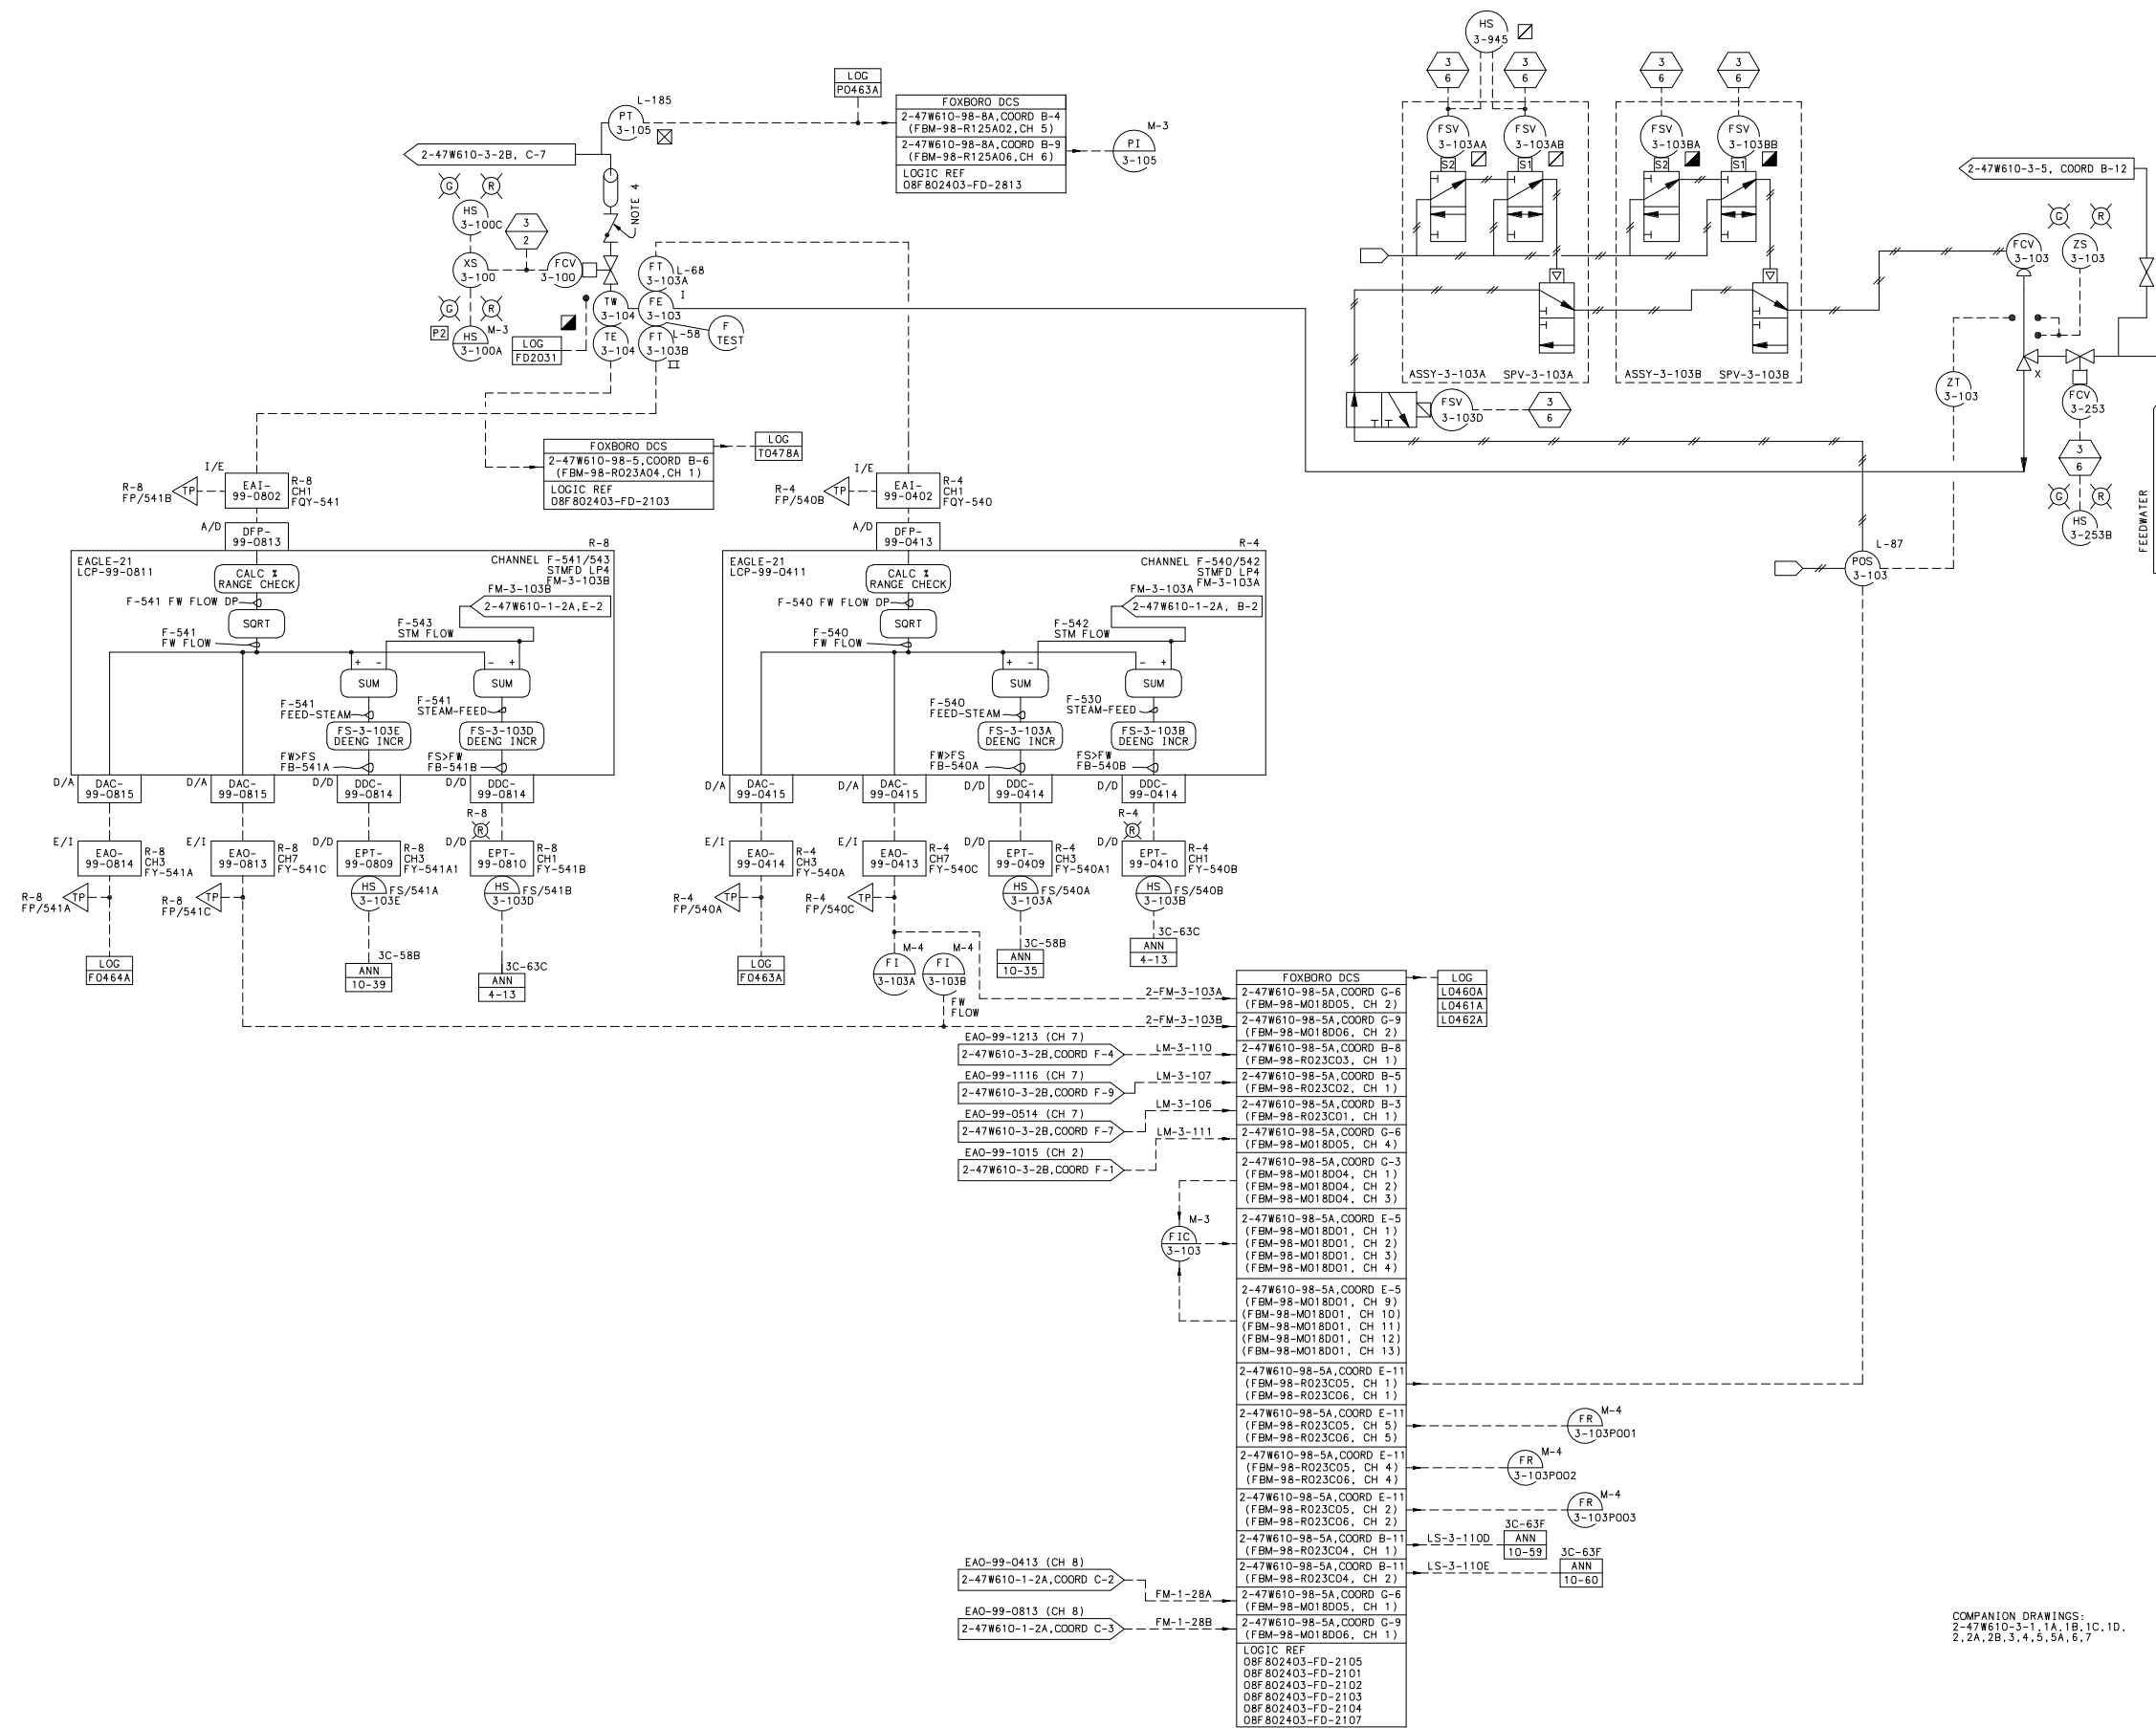 HS
3-945
3
6
3
6
3
6
3
6
LOG
P0463A
L-185
PT
3-105
FOXBORO DCS
2-47W610-98-8A,COORD B-4
(FBM-98-R125A02,CH 5)
2-47W610-98-8A,COORD B-9
(FBM-98-R125A06,CH 6)
LOGIC REF
08F802403-FD-2813
M-3
PI
3-105
FSV
3-103AA
S2
FSV
3-103AB
S1
FSV
3-103BA
S2
FSV
3-103BB
S1
2-47W610-3-2B, C-7
2-47W610-3-5, COORD B-12
G
R
HS
3-100C
3
2
NOTE 4
XS
3-100
FCV
3-100
FT
3-103A
L-68
I
G
R
P2
HS
3-100A
M-3
TW
3-104
FE
3-103
F
TEST
LOG
FD2031
TE
3-104
FT
3-103B
L-58
II
FCV
3-103
G
R
ZS
3-103
ASSY-3-103A
SPV-3-103A
ASSY-3-103B
SPV-3-103B
FSV
3-103D
3
6
ZT
3-103
X
FCV
3-253
3
6
G
R
HS
3-253B
FEEDWATER
FOXBORO DCS
2-47W610-98-5,COORD B-6
(FBM-98-R023A04,CH 1)
LOGIC REF
08F802403-FD-2103
LOG
T0478A
L-87
POS
3-103
R-8
FP/541B
TP
I/E
EAI-
99-0802
R-8
CH1
FQY-541
A/D
DFP-
99-0813
R-8
EAGLE-21
LCP-99-0811
CALC %
RANGE CHECK
CHANNEL F-541/543
STMFD LP4
FM-3-103B
FM-3-103B
2-47W610-1-2A,E-2
F-541 FW FLOW DP
SQRT
F-541
FW FLOW
F-543
STM FLOW
+ -
- +
SUM
SUM
F-541
FEED-STEAM
F-541
STEAM-FEED
FS-3-103E
DEENG INCR
FS-3-103D
DEENG INCR
FW>FS
FB-541A
FS>FW
FB-541B
D/A
DAC-
99-0815
D/A
DAC-
99-0815
D/D
DDC-
99-0814
D/D
DDC-
99-0814
R-8
R
E/I
EAO-
99-0814
R-8
CH3
FY-541A
E/I
EAO-
99-0813
R-8
CH7
FY-541C
D/D
EPT-
99-0809
R-8
CH3
FY-541A1
D/D
EPT-
99-0810
R-8
CH1
FY-541B
R-8
FP/541A
TP
R-8
FP/541C
TP
HS
3-103E
FS/541A
HS
3-103D
FS/541B
LOG
F0464A
3C-58B
ANN
10-39
3C-63C
ANN
4-13
R-4
FP/540B
TP
I/E
EAI-
99-0402
R-4
CH1
FQY-540
A/D
DFP-
99-0413
R-4
EAGLE-21
LCP-99-0411
CALC %
RANGE CHECK
CHANNEL F-540/542
STMFD LP4
FM-3-103A
FM-3-103A
2-47W610-1-2A, B-2
F-540 FW FLOW DP
SQRT
F-540
FW FLOW
F-542
STM FLOW
+ -
- +
SUM
SUM
F-540
FEED-STEAM
F-530
STEAM-FEED
FS-3-103A
DEENG INCR
FS-3-103B
DEENG INCR
FW>FS
FB-540A
FS>FW
FB-540B
D/A
DAC-
99-0415
D/A
DAC-
99-0415
D/D
DDC-
99-0414
D/D
DDC-
99-0414
R-4
R
E/I
EAO-
99-0414
R-4
CH3
FY-540A
E/I
EAO-
99-0413
R-4
CH7
FY-540C
D/D
EPT-
99-0409
R-4
CH3
FY-540A1
D/D
EPT-
99-0410
R-4
CH1
FY-540B
R-4
FP/540A
TP
R-4
FP/540C
TP
HS
3-103A
FS/540A
HS
3-103B
FS/540B
LOG
F0463A
M-4
FI
3-103A
M-4
FI
3-103B
FW
FLOW
3C-58B
ANN
10-35
3C-63C
ANN
4-13
FOXBORO DCS
LOG
L0460A
L0461A
L0462A
2-FM-3-103A
2-47W610-98-5A,COORD G-6
(FBM-98-M018D05, CH 2)
2-FM-3-103B
2-47W610-98-5A,COORD G-9
(FBM-98-M018D06, CH 2)
EAO-99-1213 (CH 7)
2-47W610-3-2B,COORD F-4
LM-3-110
2-47W610-98-5A,COORD B-8
(FBM-98-R023C03, CH 1)
EAO-99-1116 (CH 7)
2-47W610-3-2B,COORD F-9
LM-3-107
2-47W610-98-5A,COORD B-5
(FBM-98-R023C02, CH 1)
EAO-99-0514 (CH 7)
2-47W610-3-2B,COORD F-7
LM-3-106
2-47W610-98-5A,COORD B-3
(FBM-98-R023C01, CH 1)
EAO-99-1015 (CH 2)
2-47W610-3-2B,COORD F-1
LM-3-111
2-47W610-98-5A,COORD G-6
(FBM-98-M018D05, CH 4)
2-47W610-98-5A,COORD G-3
(FBM-98-M018D04, CH 1)
(FBM-98-M018D04, CH 2)
(FBM-98-M018D04, CH 3)
M-3
FIC
3-103
2-47W610-98-5A,COORD E-5
(FBM-98-M018D01, CH 1)
(FBM-98-M018D01, CH 2)
(FBM-98-M018D01, CH 3)
(FBM-98-M018D01, CH 4)
2-47W610-98-5A,COORD E-5
(FBM-98-M018D01, CH 9)
(FBM-98-M018D01, CH 10)
(FBM-98-M018D01, CH 11)
(FBM-98-M018D01, CH 12)
(FBM-98-M018D01, CH 13)
2-47W610-98-5A,COORD E-11
(FBM-98-R023C05, CH 1)
(FBM-98-R023C06, CH 1)
2-47W610-98-5A,COORD E-11
(FBM-98-R023C05, CH 5)
(FBM-98-R023C06, CH 5)
M-4
FR
3-103P001
2-47W610-98-5A,COORD E-11
(FBM-98-R023C05, CH 4)
(FBM-98-R023C06, CH 4)
M-4
FR
3-103P002
2-47W610-98-5A,COORD E-11
(FBM-98-R023C05, CH 2)
(FBM-98-R023C06, CH 2)
M-4
FR
3-103P003
2-47W610-98-5A,COORD B-11
(FBM-98-R023C04, CH 1)
LS-3-110D
3C-63F
ANN
10-59
2-47W610-98-5A,COORD B-11
(FBM-98-R023C04, CH 2)
LS-3-110E
3C-63F
ANN
10-60
EAO-99-0413 (CH 8)
2-47W610-1-2A,COORD C-2
FM-1-28A
2-47W610-98-5A,COORD G-6
(FBM-98-M018D05, CH 1)
EAO-99-0813 (CH 8)
2-47W610-1-2A,COORD C-3
FM-1-28B
2-47W610-98-5A,COORD G-9
(FBM-98-M018D06, CH 1)
LOGIC REF
08F802403-FD-2105
08F802403-FD-2101
08F802403-FD-2102
08F802403-FD-2103
08F802403-FD-2104
08F802403-FD-2107
COMPANION DRAWINGS:
2-47W610-3-1,1A,1B,1C,1D,
2,2A,2B,3,4,5,5A,6,7